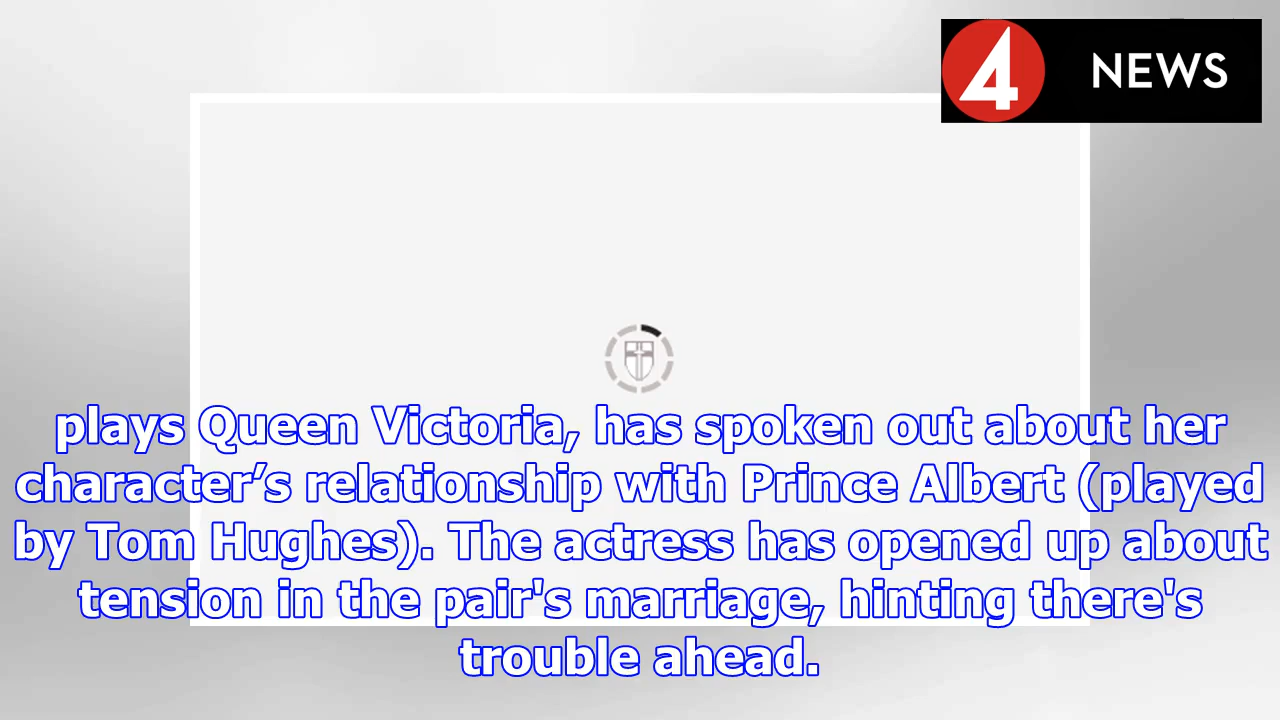 4 NEWS
plays Queen Victoria, has spoken out about her
character’s relationship with Prince Albert (played
by Tom Hughes). The actress has opened up about
tension in the pair's marriage, hinting there's
trouble ahead.